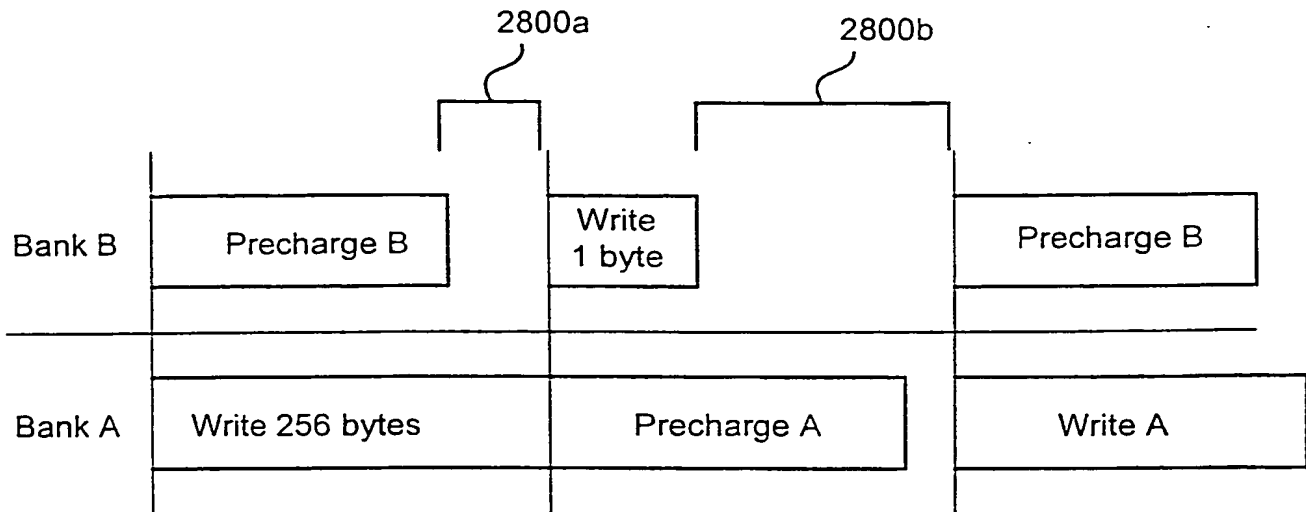 2800a
2800b
Bank B
Precharge B
Write
1 byte
Precharge B
Bank A
Write 256 bytes
Precharge A
Write A